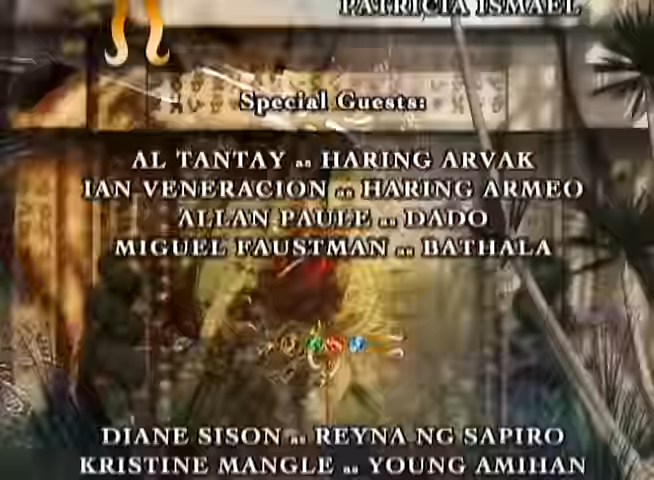 PATRICIA ISMAEL
Special Guests:
AL TANTAY as HARING ARVAK
IAN VENERACION as HARING ARMEO
ALLAN PAULE as DADO
MIGUEL FAUSTMAN as BATHALA
DIANE SISON as REYNA NG SAPIRO
KRISTINE MANGLE as YOUNG AMIHAN